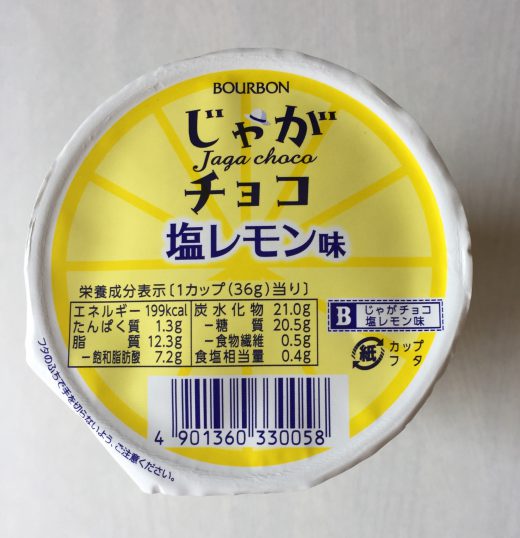 BOURBON
じゃが
Jaga choco
チョコ
塩レモン味
栄養成分表示〔1カップ(36g)当り〕
エネルギー 199kcal
たんぱく質 1.3g
脂質 12.3g
−飽和脂肪酸 7.2g
炭水化物 21.0g
−糖質 20.5g
−食物繊維 0.5g
食塩相当量 0.4g
B じゃがチョコ
塩レモン味
紙 カップ
フタ
4 901360 330058
フタのふちで手を切らないよう、ご注意ください。